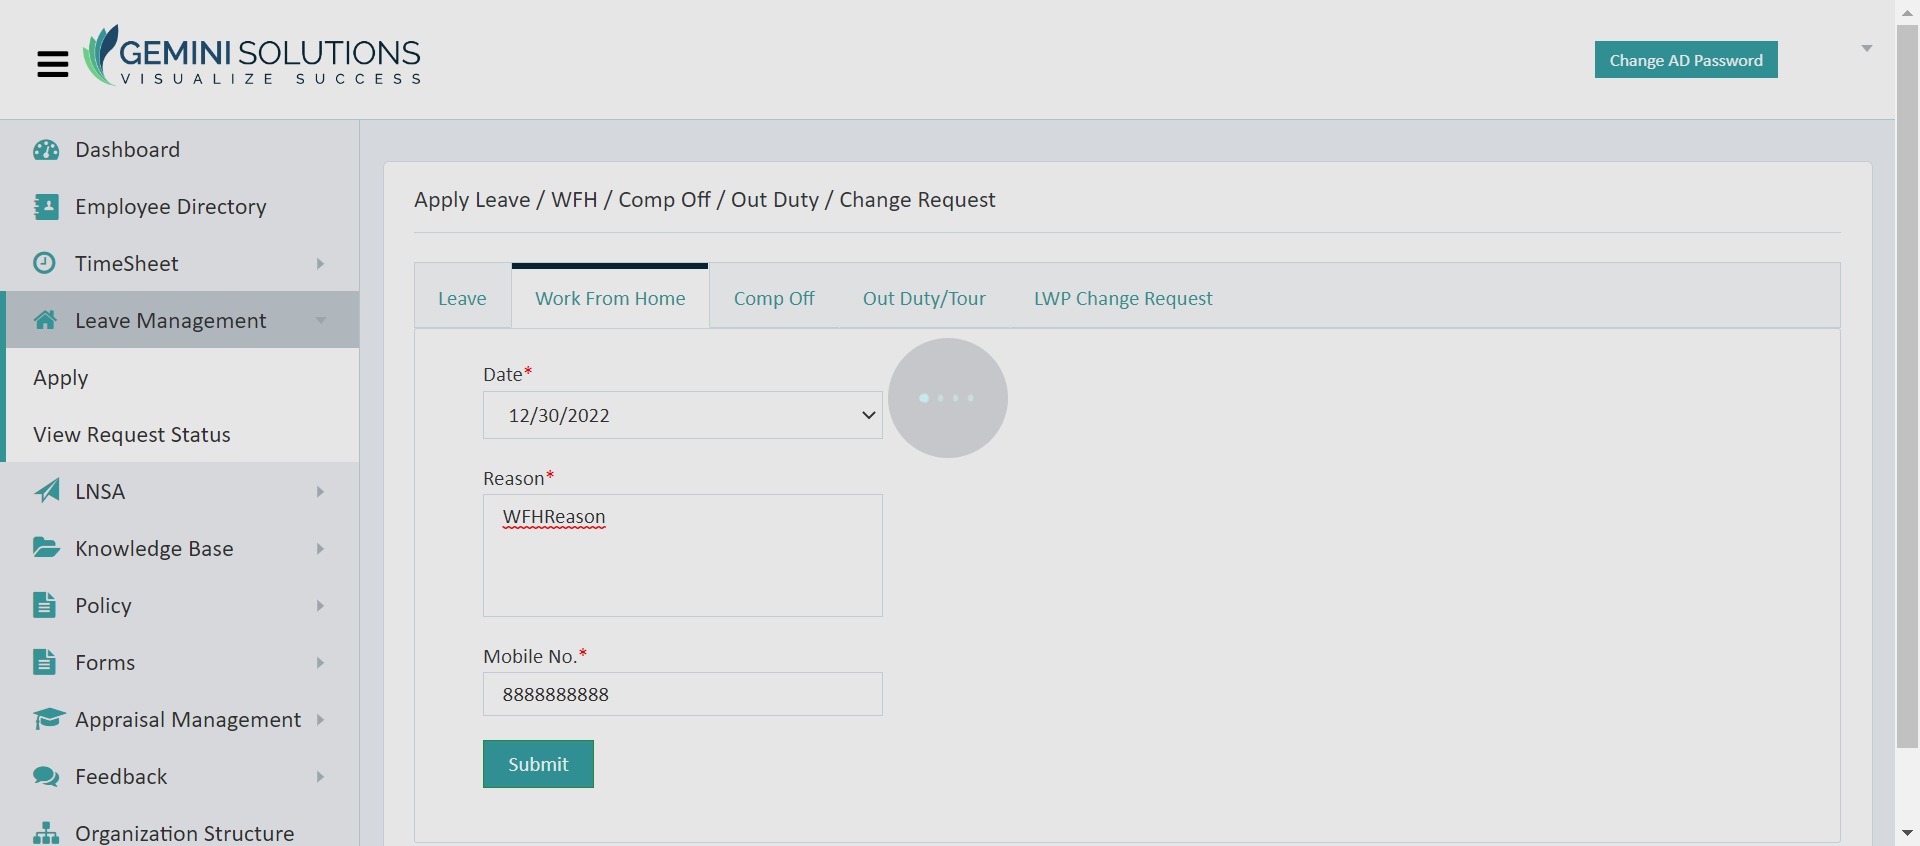 GEMINI SOLUTIONS
VISUALIZE SUCCESS
Change AD Password
Dashboard
Employee Directory
TimeSheet
Leave Management
Apply
View Request Status
LNSA
Knowledge Base
Policy
Forms
Appraisal Management
Feedback
Organization Structure
Apply Leave / WFH / Comp Off / Out Duty / Change Request
Leave Work From Home Comp Off Out Duty/Tour LWP Change Request
Date*
12/30/2022
Reason*
WFHReason
Mobile No.*
8888888888
Submit